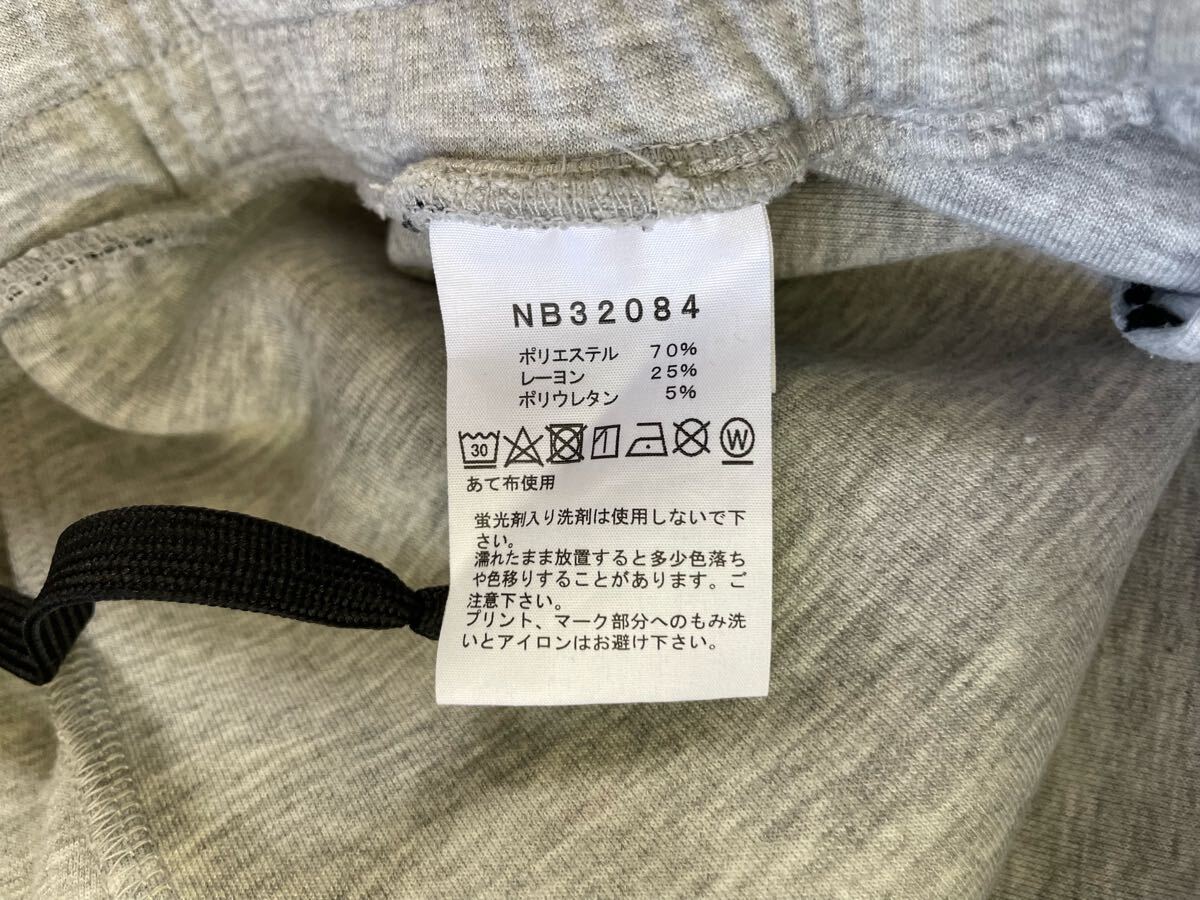 NB32084
ポリエステル 70%
レーヨン 25%
ポリウレタン 5%
30 W
あて布使用
蛍光剤入り洗剤は使用しないで下
さい。
濡れたまま放置すると多少色落ち
や色移りすることがあります。ご
注意下さい。
プリント、マーク部分へのもみ洗
いとアイロンはお避け下さい。